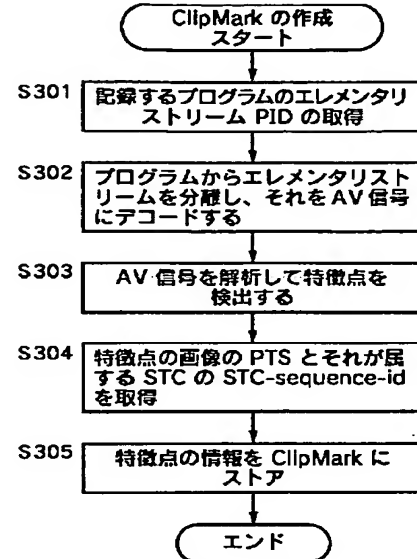 ClipMark の作成
スタート
S301
記録するプログラムのエレメンタリ
ストリーム PID の取得
S302
プログラムからエレメンタリスト
リームを分離し、それを AV 信号
にデコードする
S303
AV 信号を解析して特徴点を
検出する
S304
特徴点の画像の PTS とそれが属
する STC の STC-sequence-id
を取得
S305
特徴点の情報を ClipMark に
ストア
エンド